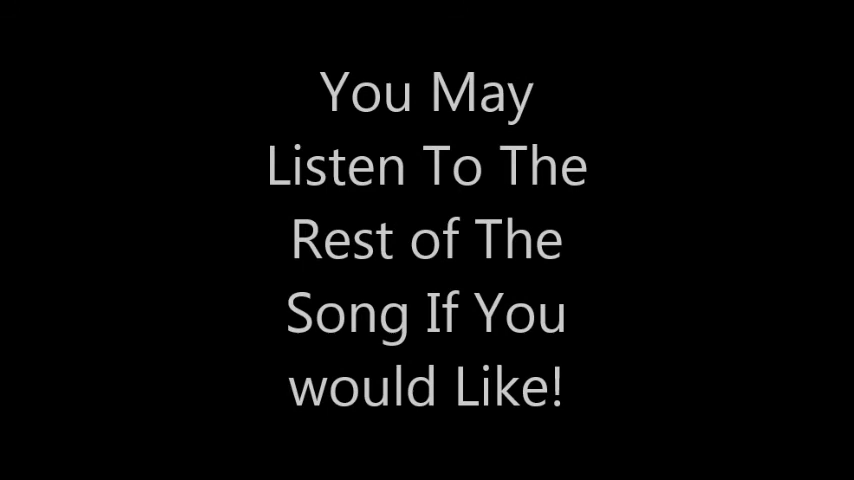 You May
Listen To The
Rest of The
Song If You
would Like!